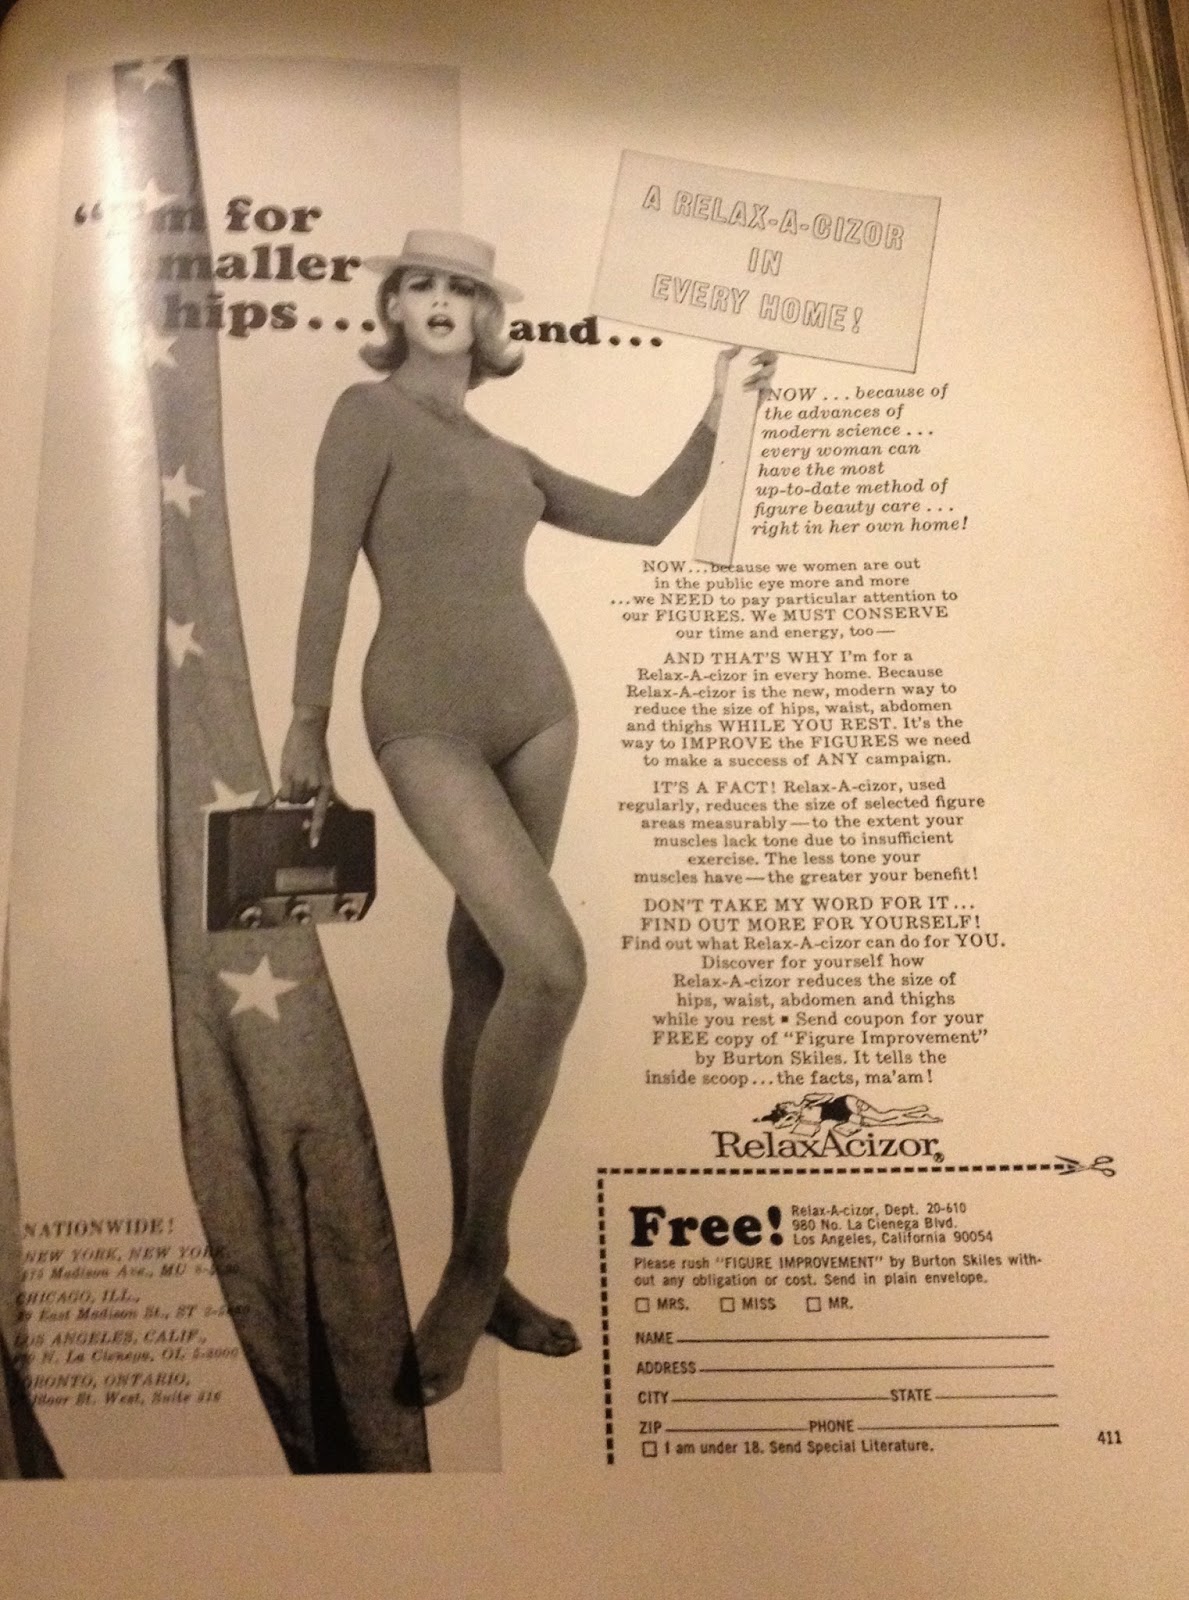 “I'm for
smaller
hips... and...
A RELAX-A-CIZOR
IN
EVERY HOME!
NOW ... because of
the advances of
modern science ...
every woman can
have the most
up-to-date method of
figure beauty care ...
right in her own home!
NOW...because we women are out
in the public eye more and more
...we NEED to pay particular attention to
our FIGURES. We MUST CONSERVE
our time and energy, too—
AND THAT'S WHY I'm for a
Relax-A-cizor in every home. Because
Relax-A-cizor is the new, modern way to
reduce the size of hips, waist, abdomen
and thighs WHILE YOU REST. It's the
way to IMPROVE the FIGURES we need
to make a success of ANY campaign.
IT'S A FACT! Relax-A-cizor, used
regularly, reduces the size of selected figure
areas measurably—to the extent your
muscles lack tone due to insufficient
exercise. The less tone your
muscles have—the greater your benefit!
DON'T TAKE MY WORD FOR IT...
FIND OUT MORE FOR YOURSELF!
Find out what Relax-A-cizor can do for YOU.
Discover for yourself how
Relax-A-cizor reduces the size of
hips, waist, abdomen and thighs
while you rest ▪ Send coupon for your
FREE copy of “Figure Improvement”
by Burton Skiles. It tells the
inside scoop...the facts, ma'am!
RelaxAcizor®
NATIONWIDE!
NEW YORK, NEW YORK,
Madison Ave., MU
CHICAGO, ILL.,
East Madison St., ST
LOS ANGELES, CALIF.,
N. La Cienega, OL 5-8000
TORONTO, ONTARIO,
St. West, Suite
Free!
Relax-A-cizor, Dept. 20-610
980 No. La Cienega Blvd.
Los Angeles, California 90054
Please rush "FIGURE IMPROVEMENT" by Burton Skiles with-
out any obligation or cost. Send in plain envelope.
☐ MRS. ☐ MISS ☐ MR.
NAME
ADDRESS
CITY STATE
ZIP PHONE
☐ I am under 18. Send Special Literature.
411